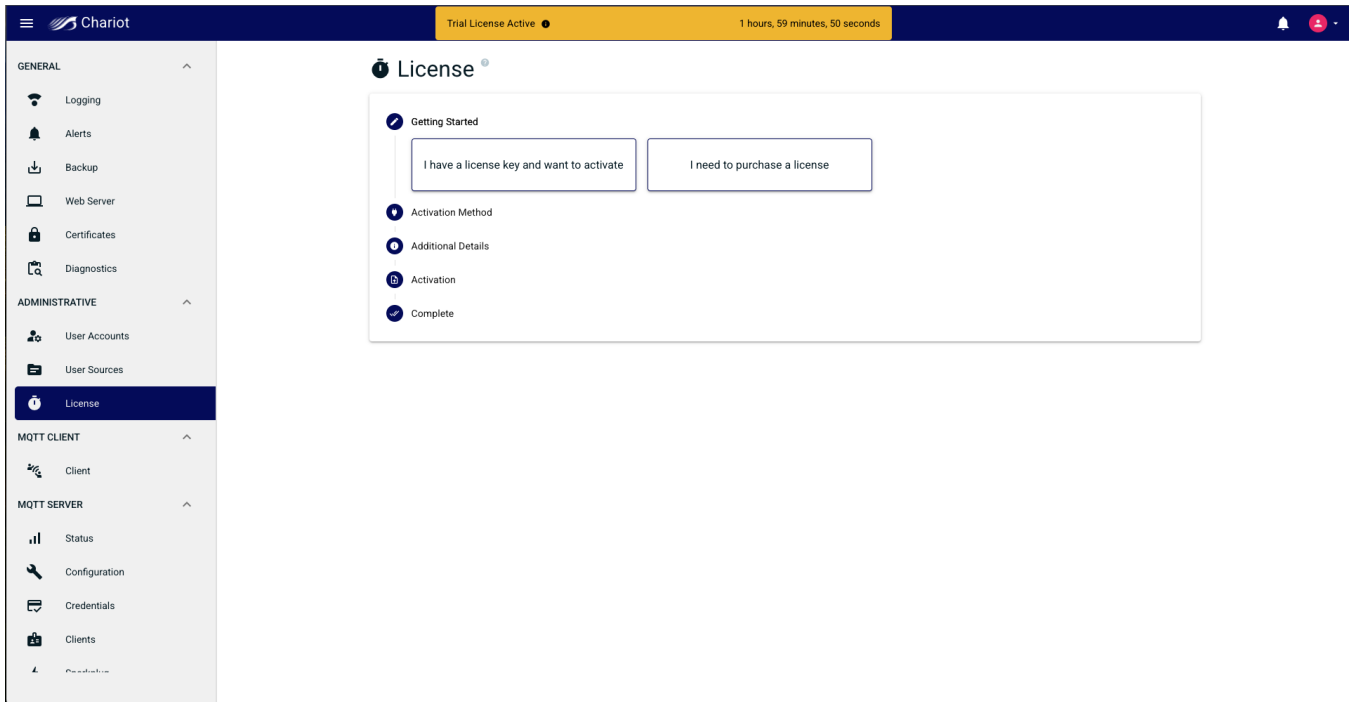 Chariot
Trial License Active 1 hours, 59 minutes, 50 seconds
GENERAL
Logging
Alerts
Backup
Web Server
Certificates
Diagnostics
ADMINISTRATIVE
User Accounts
User Sources
License
MQTT CLIENT
Client
MQTT SERVER
Status
Configuration
Credentials
Clients
License
Getting Started
I have a license key and want to activate
I need to purchase a license
Activation Method
Additional Details
Activation
Complete